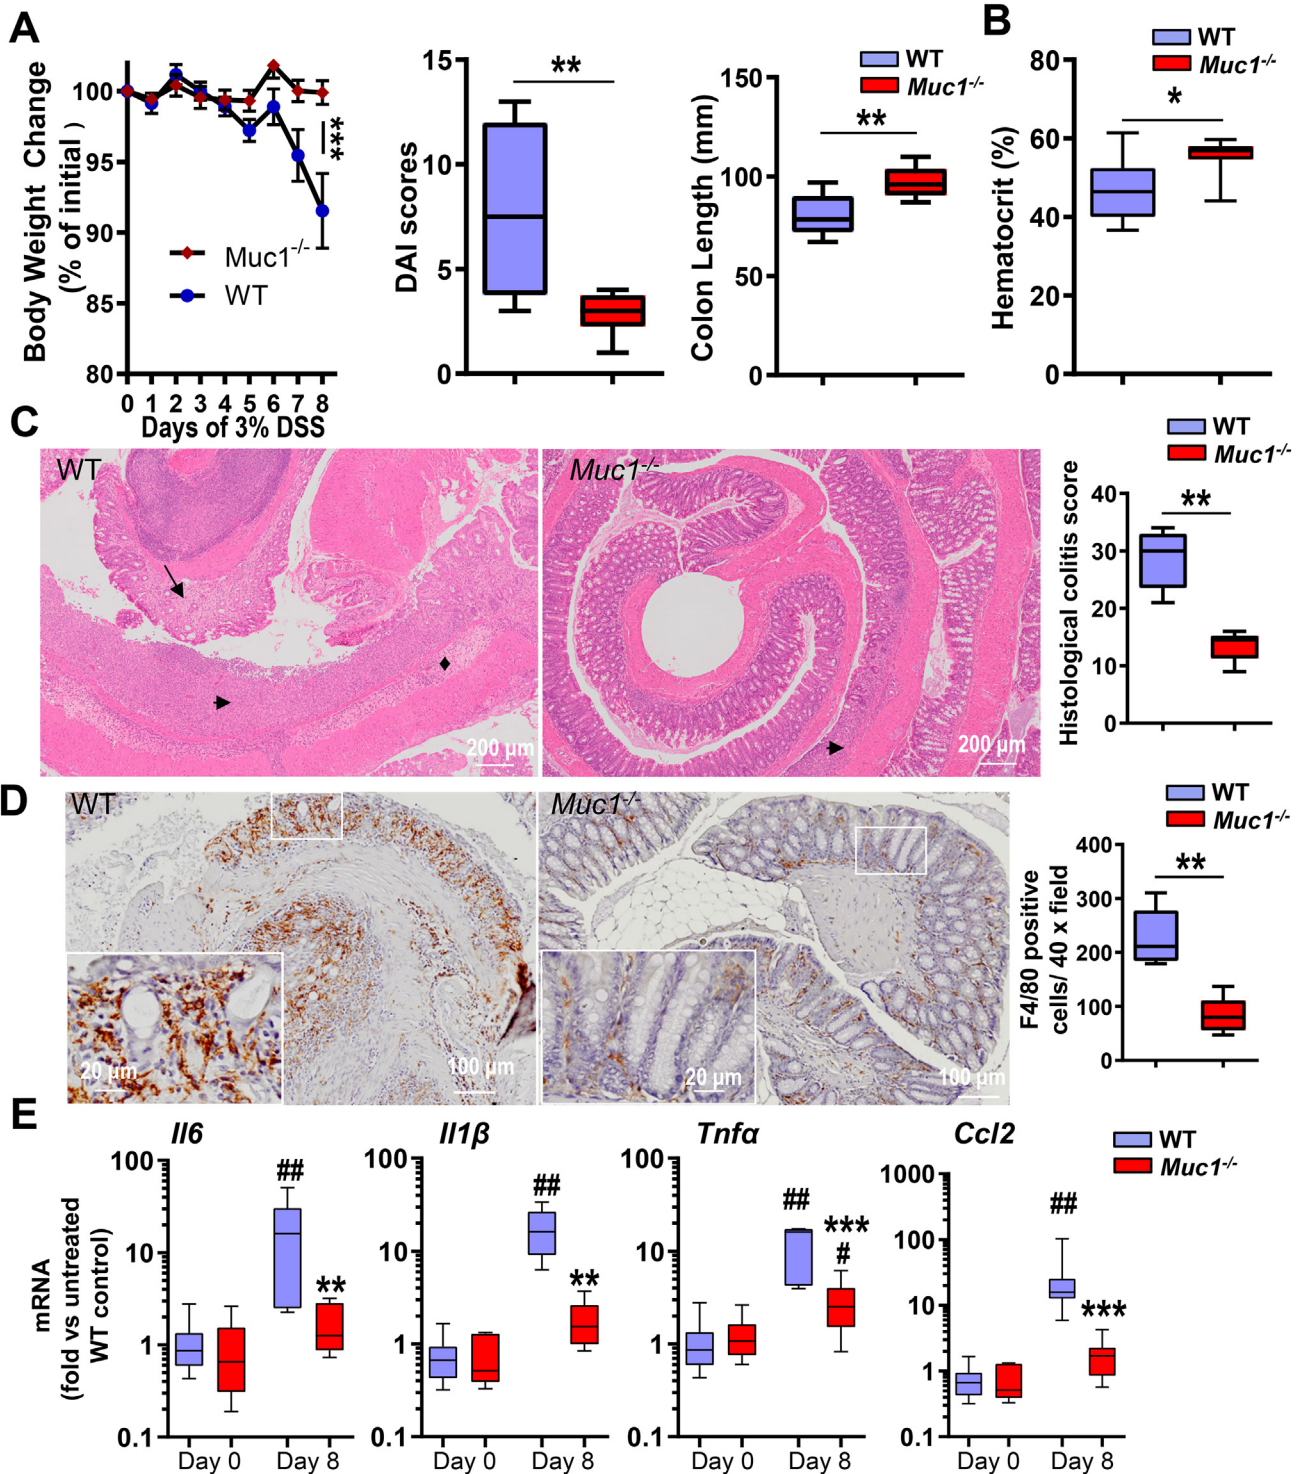 A
Body Weight Change
(% of initial )
100
95
90
85
80
0 1 2 3 4 5 6 7 8
Days of 3% DSS
***
Muc1-/-
WT
DAI scores
15
10
5
0
**
Colon Length (mm)
150
100
50
0
WT
Muc1-/-
**
B
Hematocrit (%)
80
60
40
20
0
WT
Muc1-/-
*
C
WT
200 µm
Muc1-/-
200 µm
WT
Muc1-/-
Histological colitis score
40
30
20
10
0
**
D
WT
20 µm
100 µm
Muc1-/-
20 µm
100 µm
WT
Muc1-/-
F4/80 positive
cells/ 40 x field
400
300
200
100
0
**
E
mRNA
(fold vs untreated
WT control)
Il6
100
10
1
0.1
##
**
Day 0 Day 8
Il1β
100
10
1
0.1
##
**
Day 0 Day 8
Tnfα
100
10
1
0.1
##
***
#
Day 0 Day 8
Ccl2
1000
100
10
1
0.1
##
***
Day 0 Day 8
WT
Muc1-/-